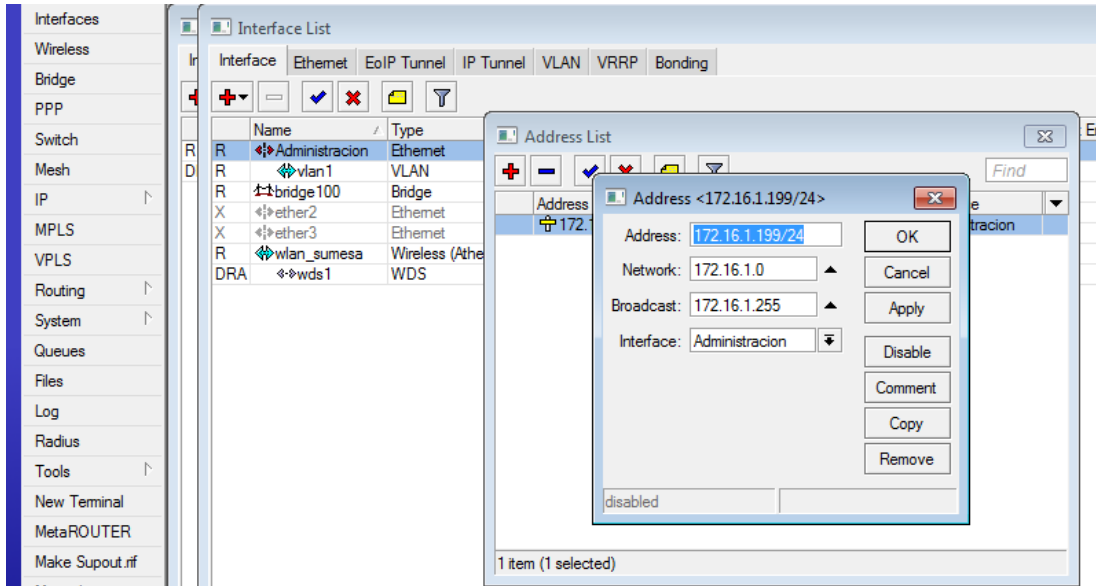 Interfaces
Wireless
Bridge
PPP
Switch
Mesh
IP
MPLS
VPLS
Routing
System
Queues
Files
Log
Radius
Tools
New Terminal
MetaROUTER
Make Supout.rif
Interface List
Interface Ethernet EoIP Tunnel IP Tunnel VLAN VRRP Bonding
Name Type
R Administracion Ethernet
R vlan1 VLAN
R bridge100 Bridge
X ether2 Ethernet
X ether3 Ethernet
R wlan_sumesa Wireless (Athe
DRA wds1 WDS
R
D
Address List
Find
Address
172.1 tracion
1 item (1 selected)
Address <172.16.1.199/24>
Address: 172.16.1.199/24
Network: 172.16.1.0
Broadcast: 172.16.1.255
Interface: Administracion
OK
Cancel
Apply
Disable
Comment
Copy
Remove
disabled